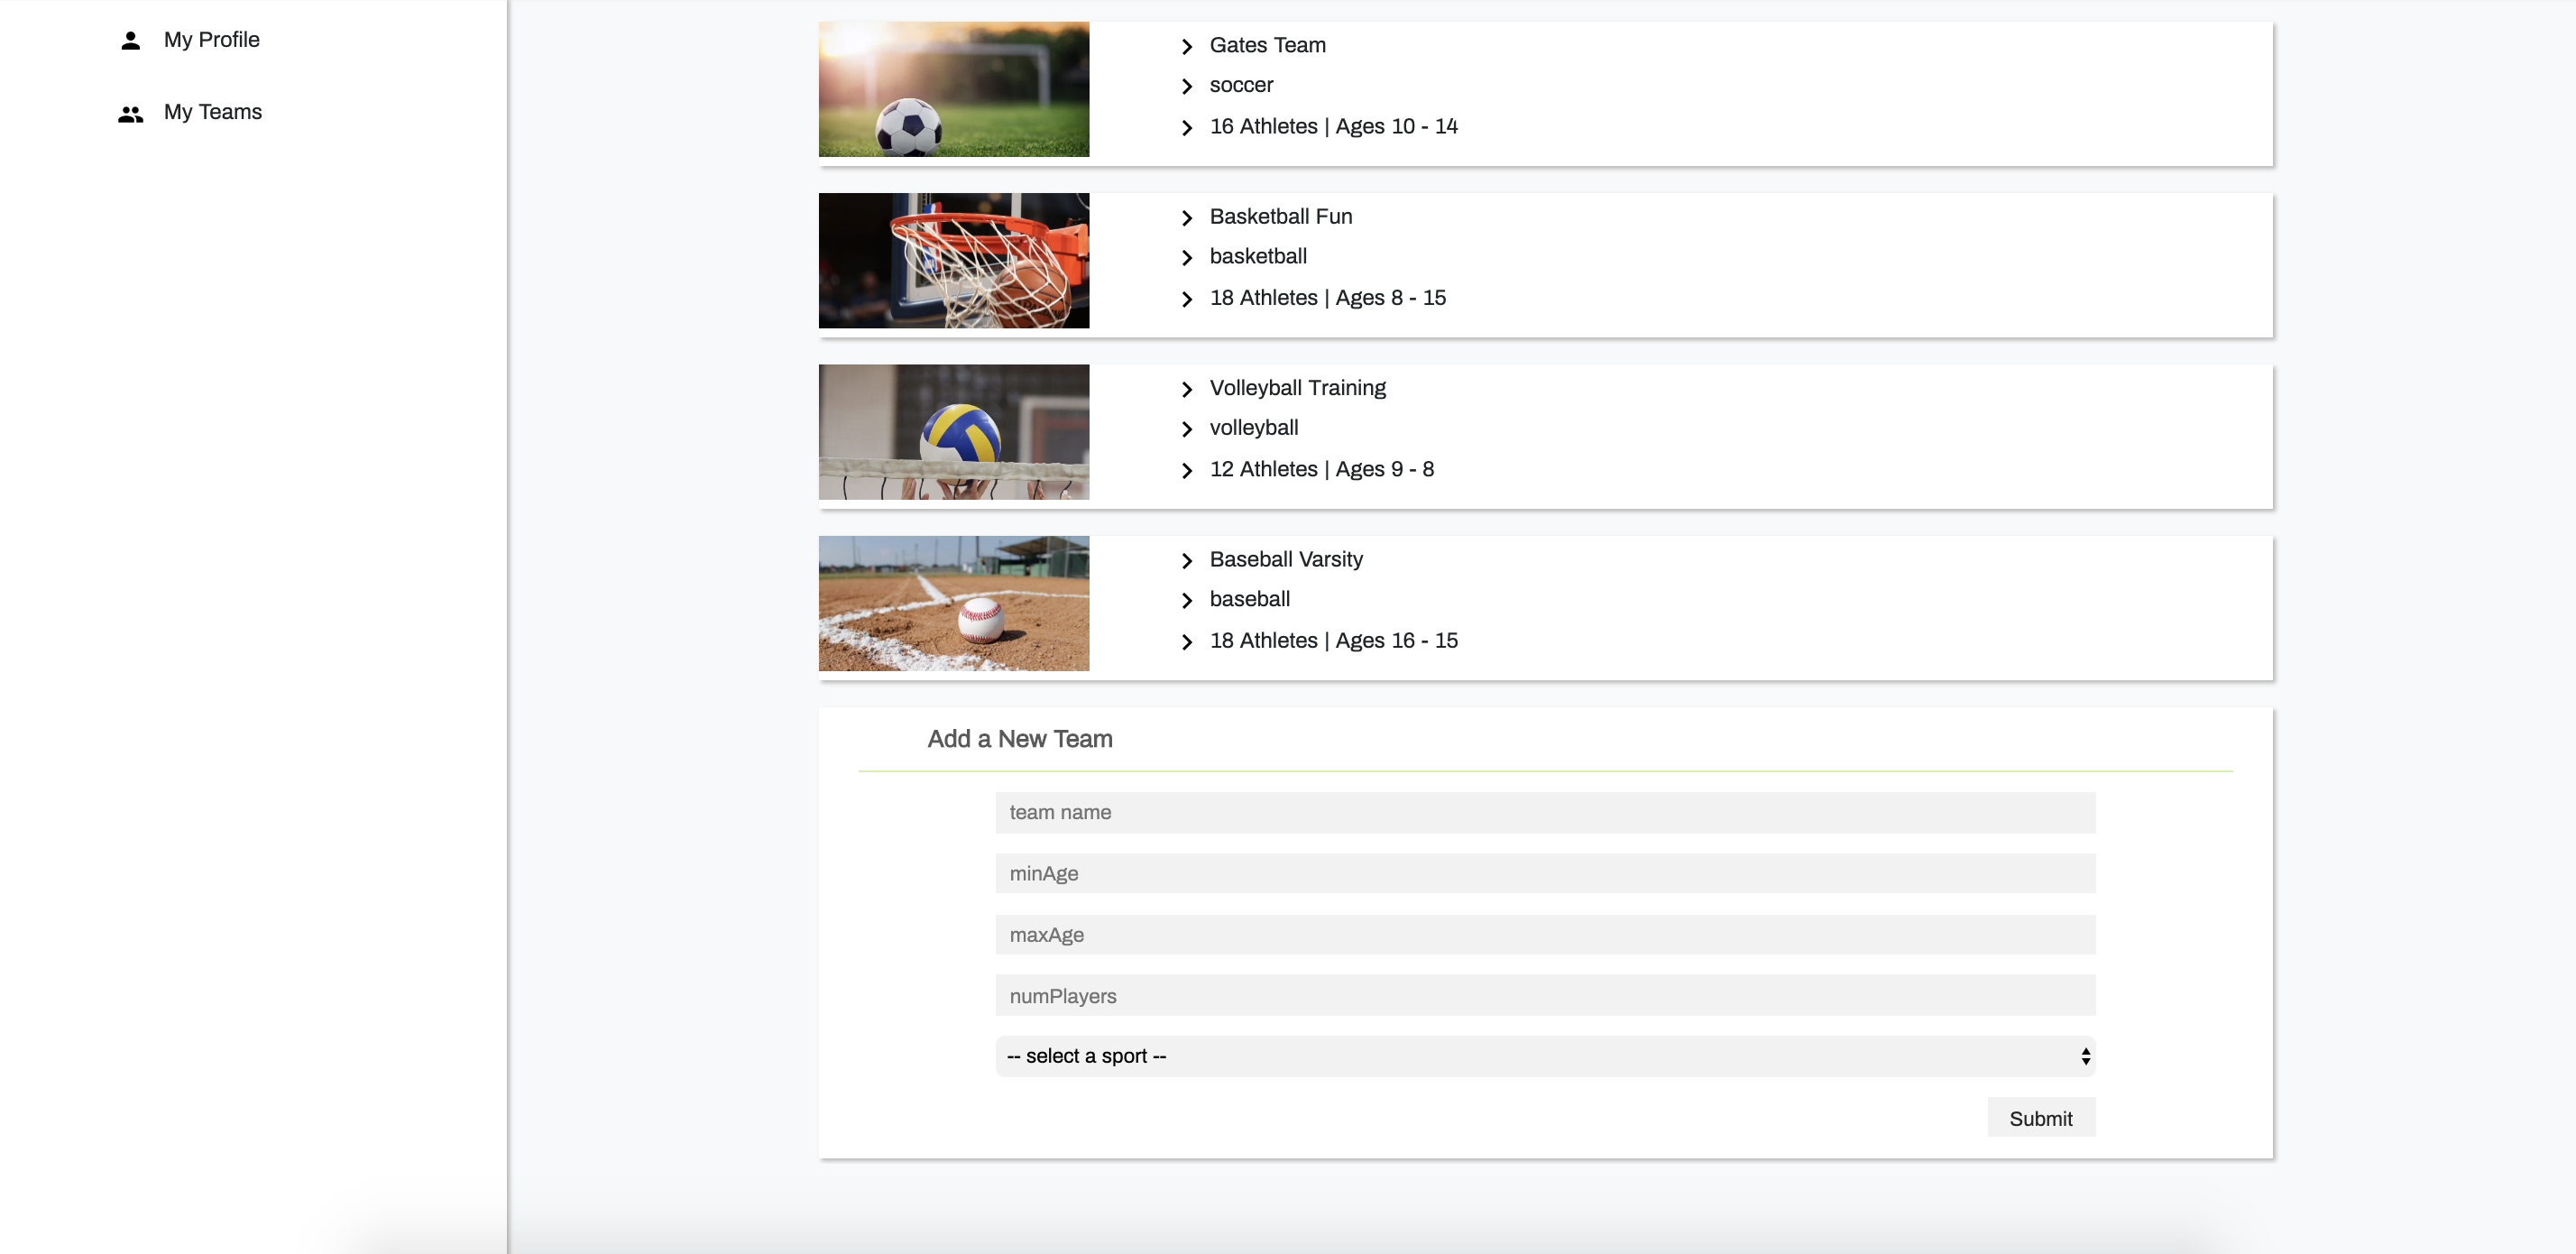 My Profile
My Teams
Gates Team
soccer
16 Athletes | Ages 10 - 14
Basketball Fun
basketball
18 Athletes | Ages 8 - 15
Volleyball Training
volleyball
12 Athletes | Ages 9 - 8
Baseball Varsity
baseball
18 Athletes | Ages 16 - 15
Add a New Team
team name
minAge
maxAge
numPlayers
-- select a sport --
Submit